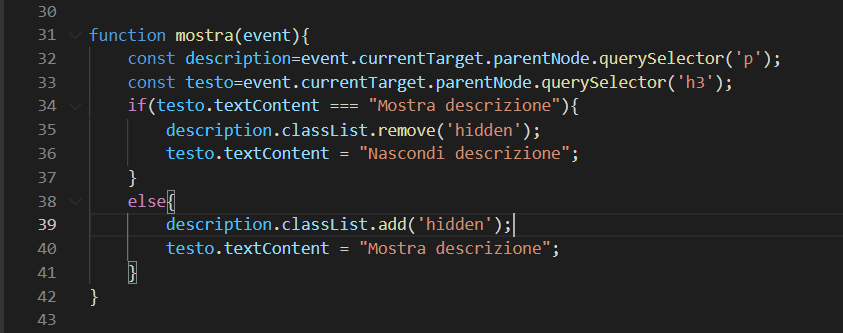 30
31 function mostra(event){
32 const description=event.currentTarget.parentNode.querySelector('p');
33 const testo=event.currentTarget.parentNode.querySelector('h3');
34 if(testo.textContent === "Mostra descrizione"){
35 description.classList.remove('hidden');
36 testo.textContent = "Nascondi descrizione";
37 }
38 else{
39 description.classList.add('hidden');
40 testo.textContent = "Mostra descrizione";
41 }
42 }
43